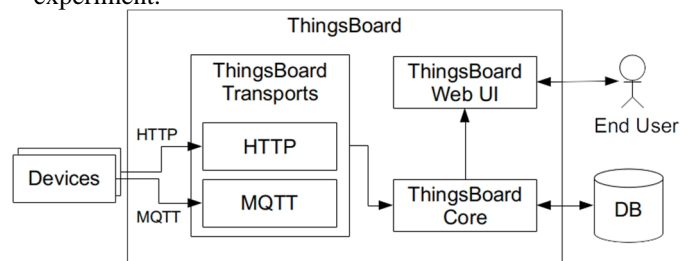 experiment.
ThingsBoard
ThingsBoard
Transports
HTTP
MQTT
HTTP
MQTT
Devices
ThingsBoard
Web UI
ThingsBoard
Core
End User
DB